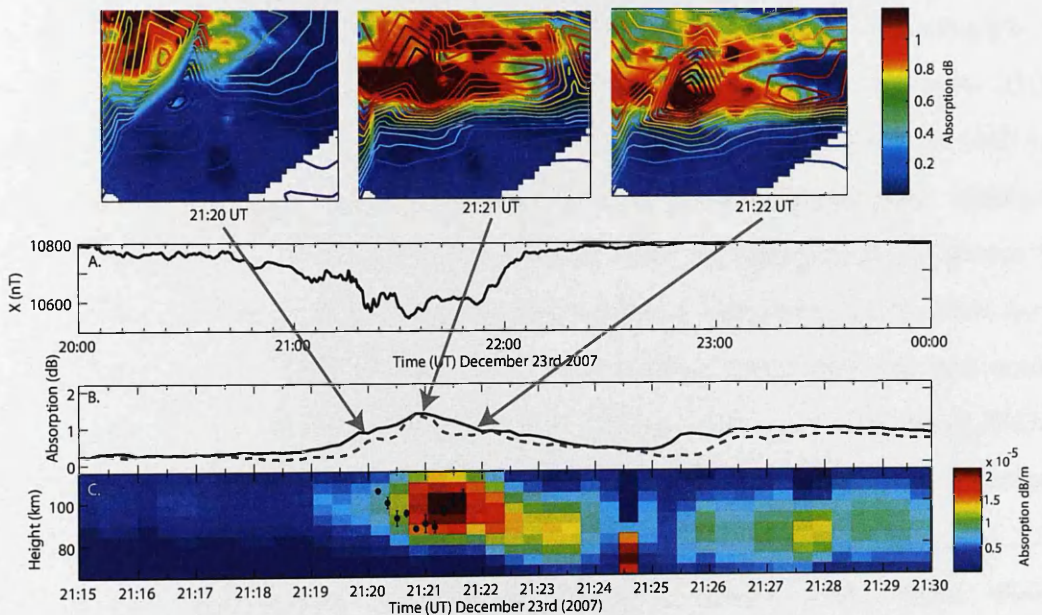 1
0.8
0.6
0.4
0.2
Absorption dB
21:20 UT
21:21 UT
21:22 UT
A.
X (nT)
10800
10600
20:00 21:00 22:00 23:00 00:00
Time (UT) December 23rd 2007
B.
Absorption (dB)
2
1
0
C.
Height (km)
100
80
x 10-5
2
1.5
1
0.5
Absorption dB/m
21:15 21:16 21:17 21:18 21:19 21:20 21:21 21:22 21:23 21:24 21:25 21:26 21:27 21:28 21:29 21:30
Time (UT) December 23rd (2007)